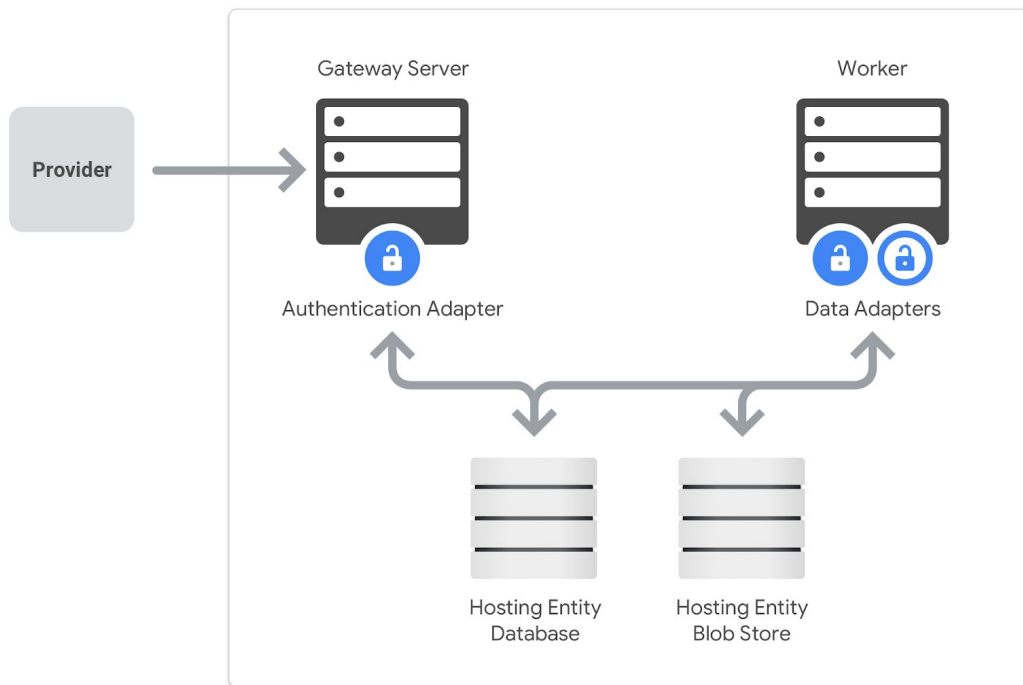 Gateway Server
Worker
Provider
Authentication Adapter
Data Adapters
Hosting Entity
Database
Hosting Entity
Blob Store